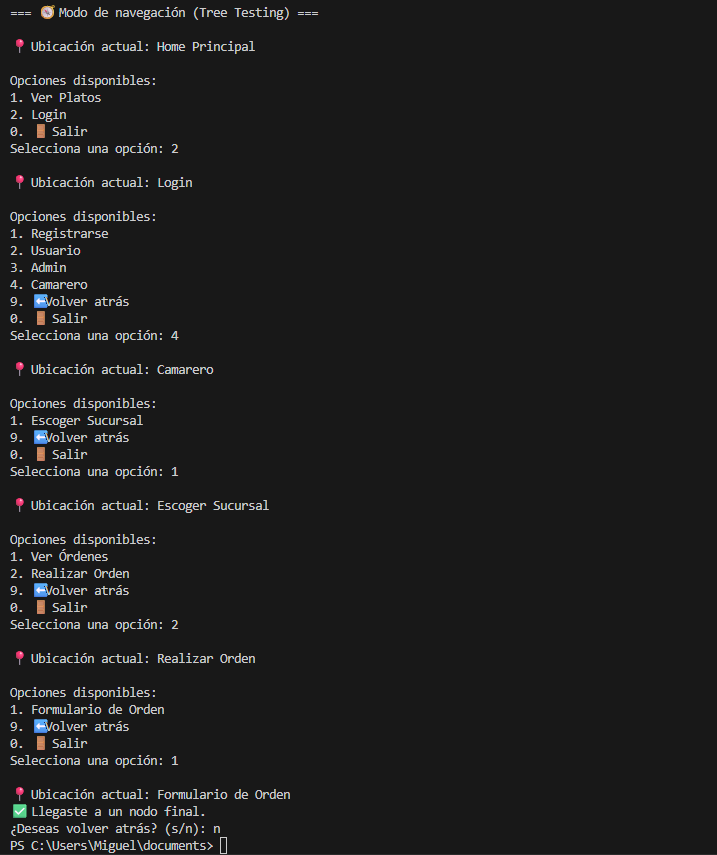 === 🧭 Modo de navegación (Tree Testing) ===
📍 Ubicación actual: Home Principal
Opciones disponibles:
1. Ver Platos
2. Login
0. 🚪 Salir
Selecciona una opción: 2
📍 Ubicación actual: Login
Opciones disponibles:
1. Registrarse
2. Usuario
3. Admin
4. Camarero
9. ⬅️Volver atrás
0. 🚪 Salir
Selecciona una opción: 4
📍 Ubicación actual: Camarero
Opciones disponibles:
1. Escoger Sucursal
9. ⬅️Volver atrás
0. 🚪 Salir
Selecciona una opción: 1
📍 Ubicación actual: Escoger Sucursal
Opciones disponibles:
1. Ver Órdenes
2. Realizar Orden
9. ⬅️Volver atrás
0. 🚪 Salir
Selecciona una opción: 2
📍 Ubicación actual: Realizar Orden
Opciones disponibles:
1. Formulario de Orden
9. ⬅️Volver atrás
0. 🚪 Salir
Selecciona una opción: 1
📍 Ubicación actual: Formulario de Orden
✅ Llegaste a un nodo final.
¿Deseas volver atrás? (s/n): n
PS C:\Users\Miguel\documents>